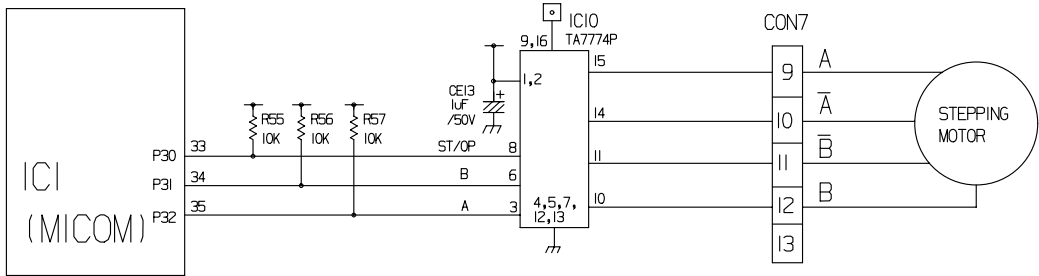 IC1
(MICOM)
P30
P31
P32
33
34
35
R55
10K
R56
10K
R57
10K
ST/OP
B
A
CE13
1uF
/50V
+
8
6
3
9,16
IC10
TA7774P
1,2
4,5,7,
12,13
15
14
11
10
CON7
9
10
11
12
13
A
A̅
B̅
B
STEPPING
MOTOR